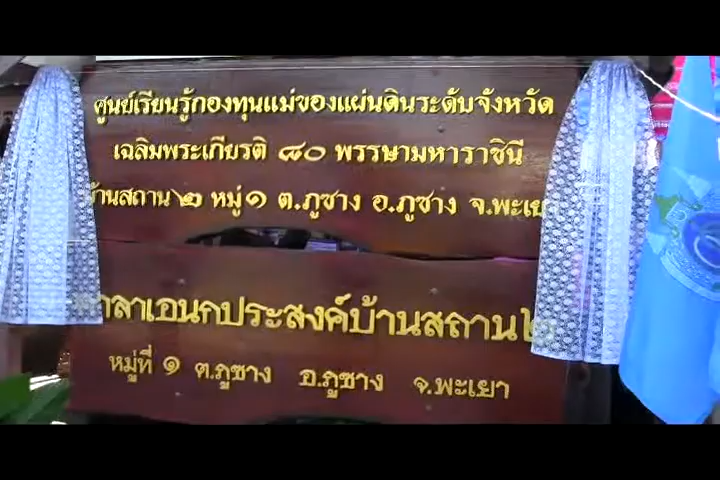 ศูนย์เรียนรู้กองทุนแม่ของแผ่นดินระดับจังหวัด
เฉลิมพระเกียรติ ๘๐ พรรษามหาราชินี
บ้านสถาน๒ หมู่๑ ต.ภูซาง อ.ภูซาง จ.พะเยา
ศาลาเอนกประสงค์บ้านสถาน๒
หมู่ที่ ๑ ต.ภูซาง อ.ภูซาง จ.พะเยา